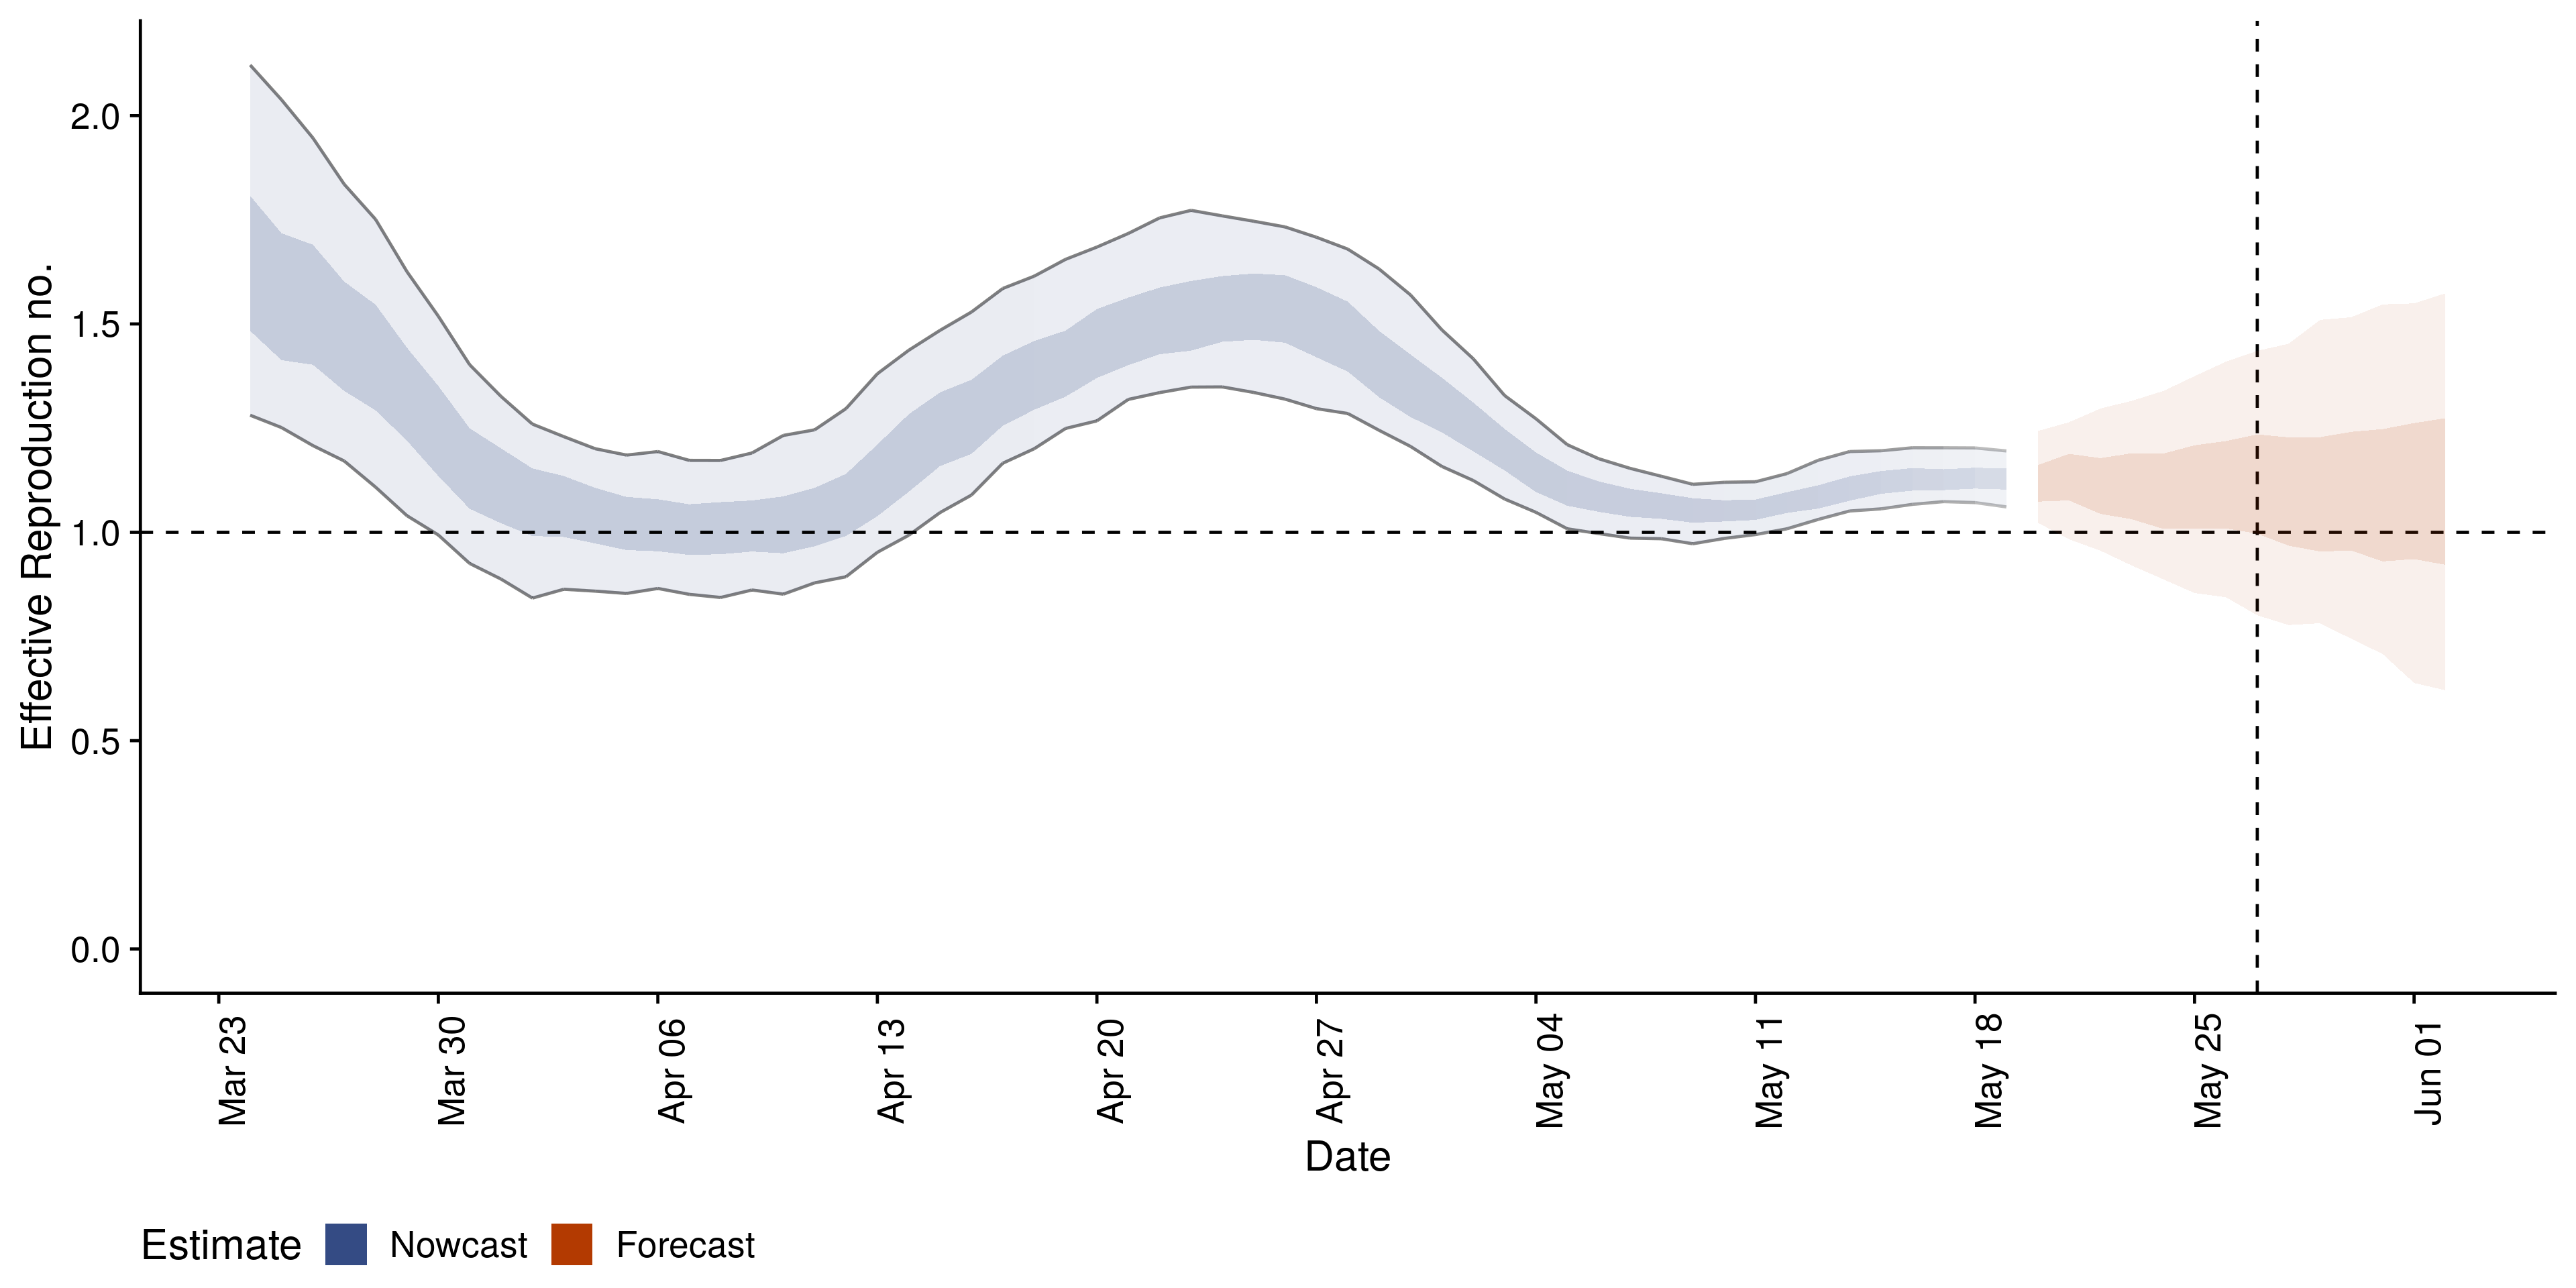 Effective Reproduction no.
2.0
1.5
1.0
0.5
0.0
Mar 23
Mar 30
Apr 06
Apr 13
Apr 20
Apr 27
May 04
May 11
May 18
May 25
Jun 01
Date
Estimate Nowcast Forecast